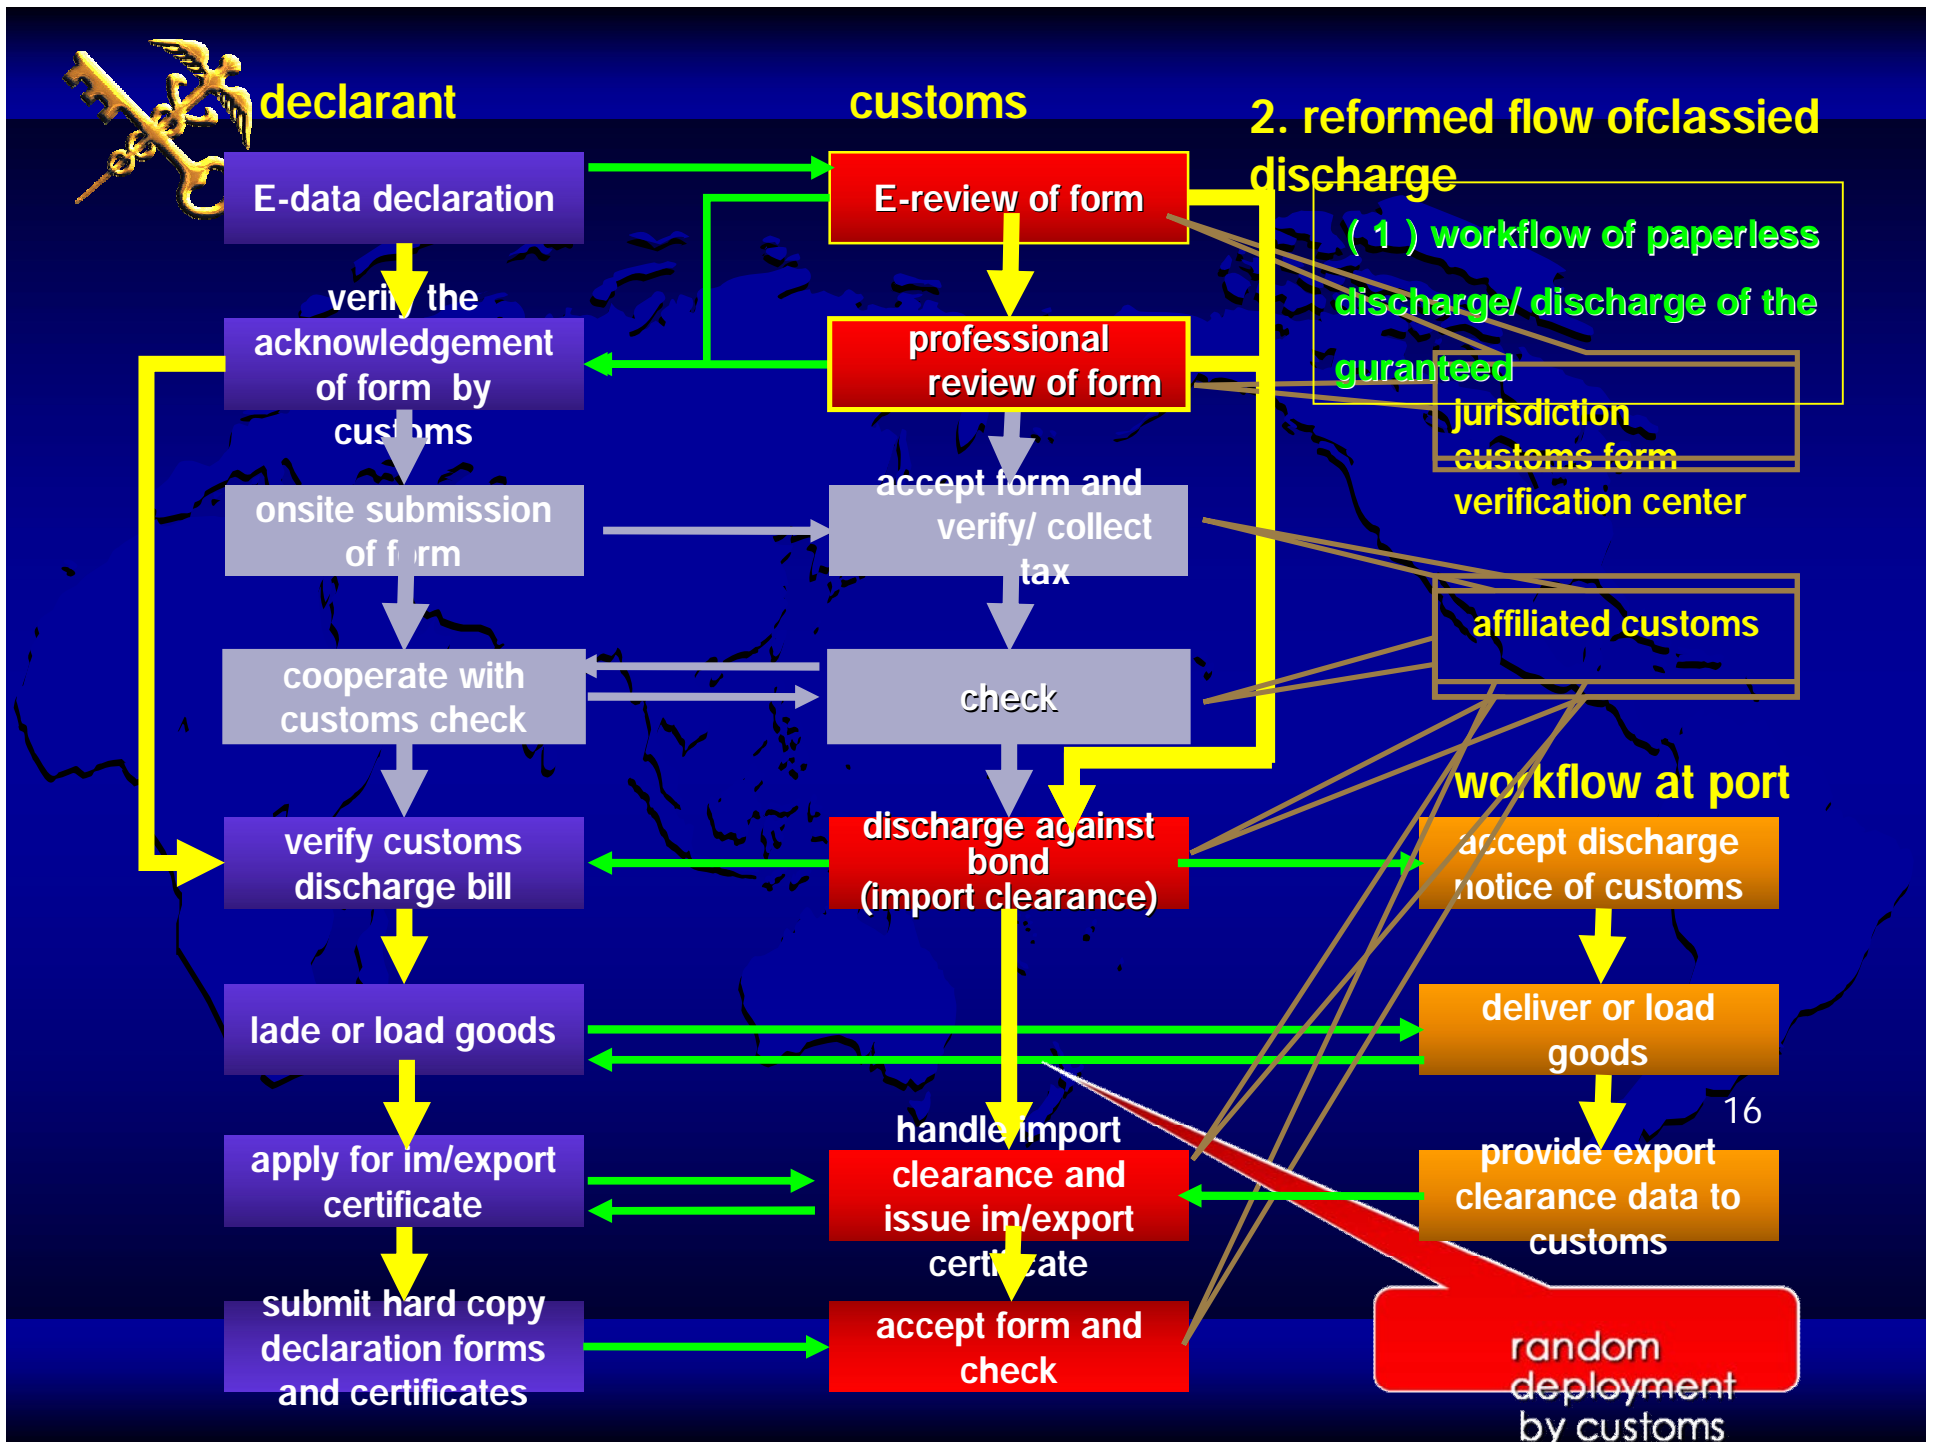 declarant
customs
2. reformed flow ofclassied
discharge
( 1 ) workflow of paperless
discharge/ discharge of the
guranteed
E-data declaration
E-review of form
verify the
acknowledgement
of form by
customs
professional
review of form
jurisdiction
customs form
verification center
onsite submission
of form
accept form and
verify/ collect
tax
affiliated customs
cooperate with
customs check
check
workflow at port
verify customs
discharge bill
discharge against
bond
(import clearance)
accept discharge
notice of customs
lade or load goods
deliver or load
goods
16
apply for im/export
certificate
handle import
clearance and
issue im/export
certificate
provide export
clearance data to
customs
submit hard copy
declaration forms
and certificates
accept form and
check
random
deployment
by customs